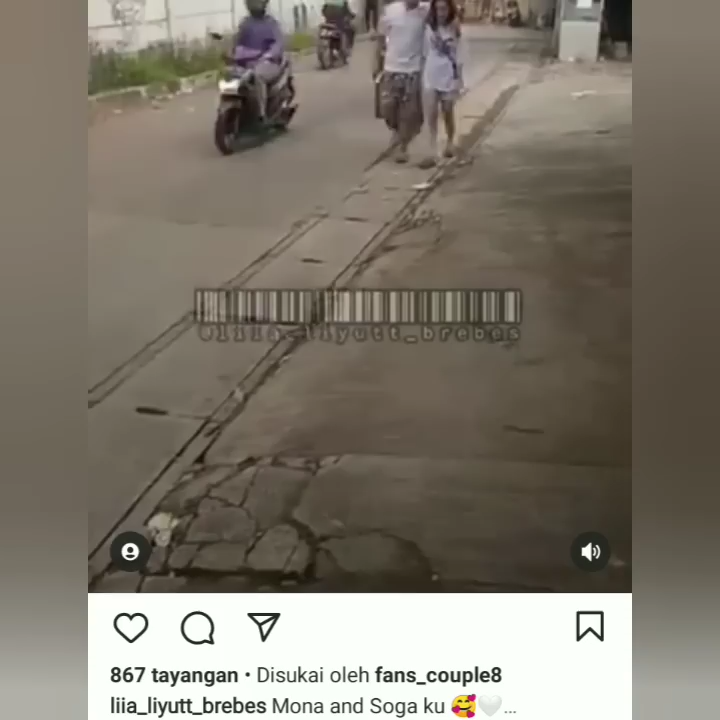 @liia_liyutt_brebes
867 tayangan • Disukai oleh fans_couple8
liia_liyutt_brebes Mona and Soga ku 🥰🤍...